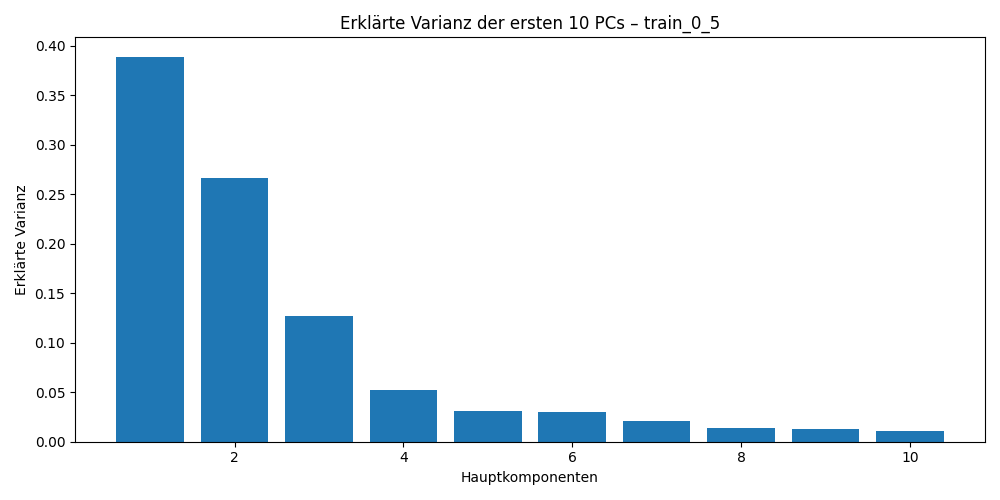 Erklärte Varianz der ersten 10 PCs – train_0_5
Erklärte Varianz
0.40
0.35
0.30
0.25
0.20
0.15
0.10
0.05
0.00
2 4 6 8 10
Hauptkomponenten